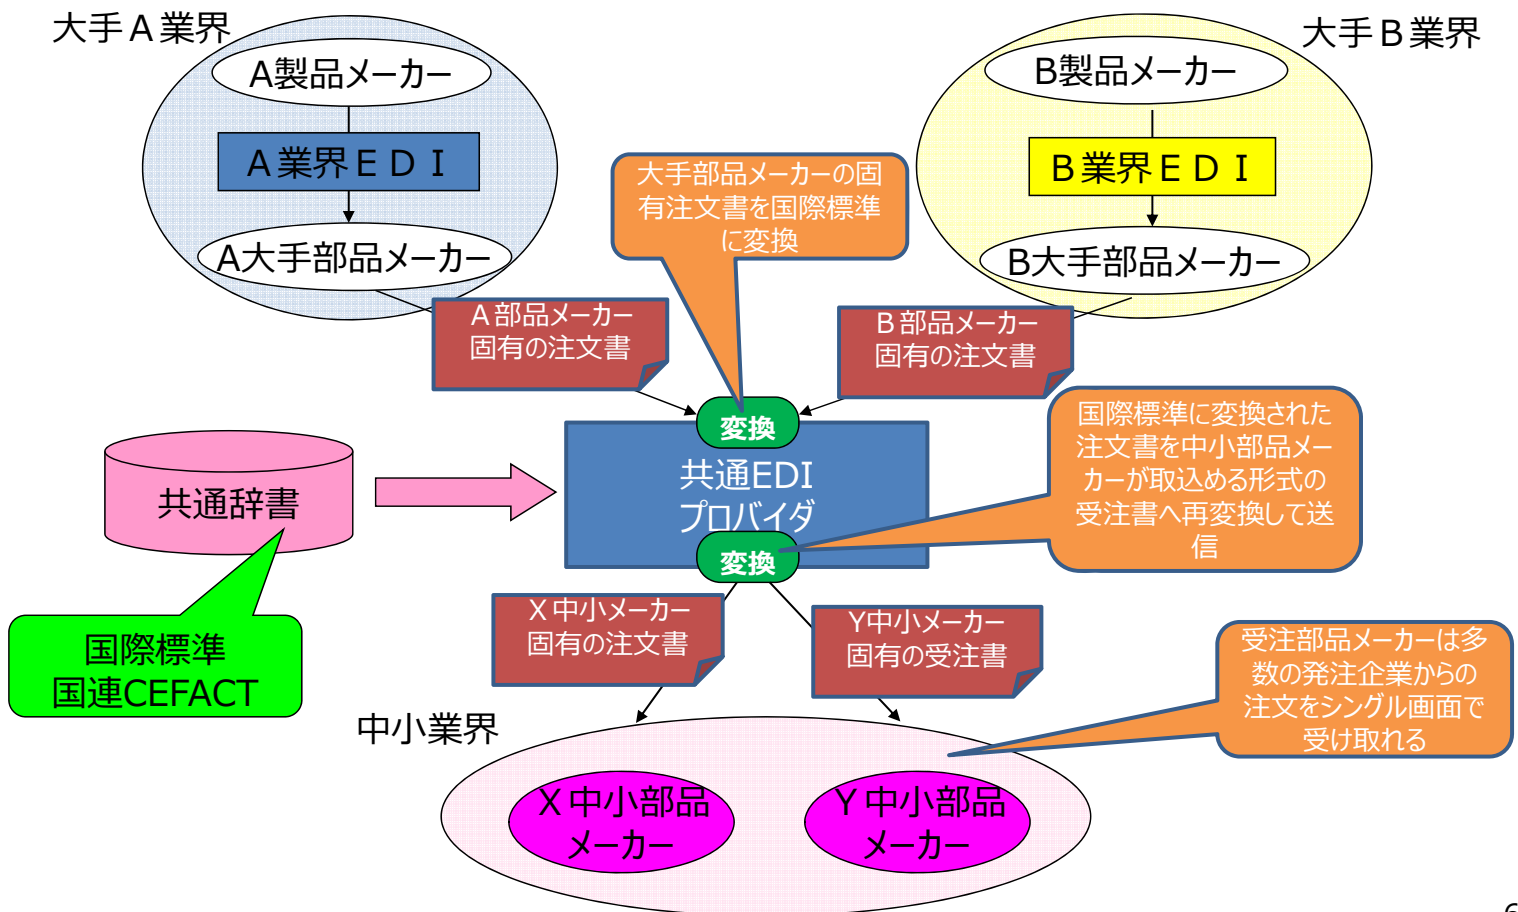 大手A業界
大手B業界
A製品メーカー
B製品メーカー
A業界EDI
B業界EDI
A大手部品メーカー
B大手部品メーカー
大手部品メーカーの固
有注文書を国際標準
に変換
A部品メーカー
固有の注文書
B部品メーカー
固有の注文書
変換
共通EDI
プロバイダ
変換
国際標準に変換された
注文書を中小部品メー
カーが取込める形式の
受注書へ再変換して送
信
共通辞書
国際標準
国連CEFACT
X中小メーカー
固有の注文書
Y中小メーカー
固有の受注書
受注部品メーカーは多
数の発注企業からの
注文をシングル画面で
受け取れる
中小業界
X中小部品
メーカー
Y中小部品
メーカー